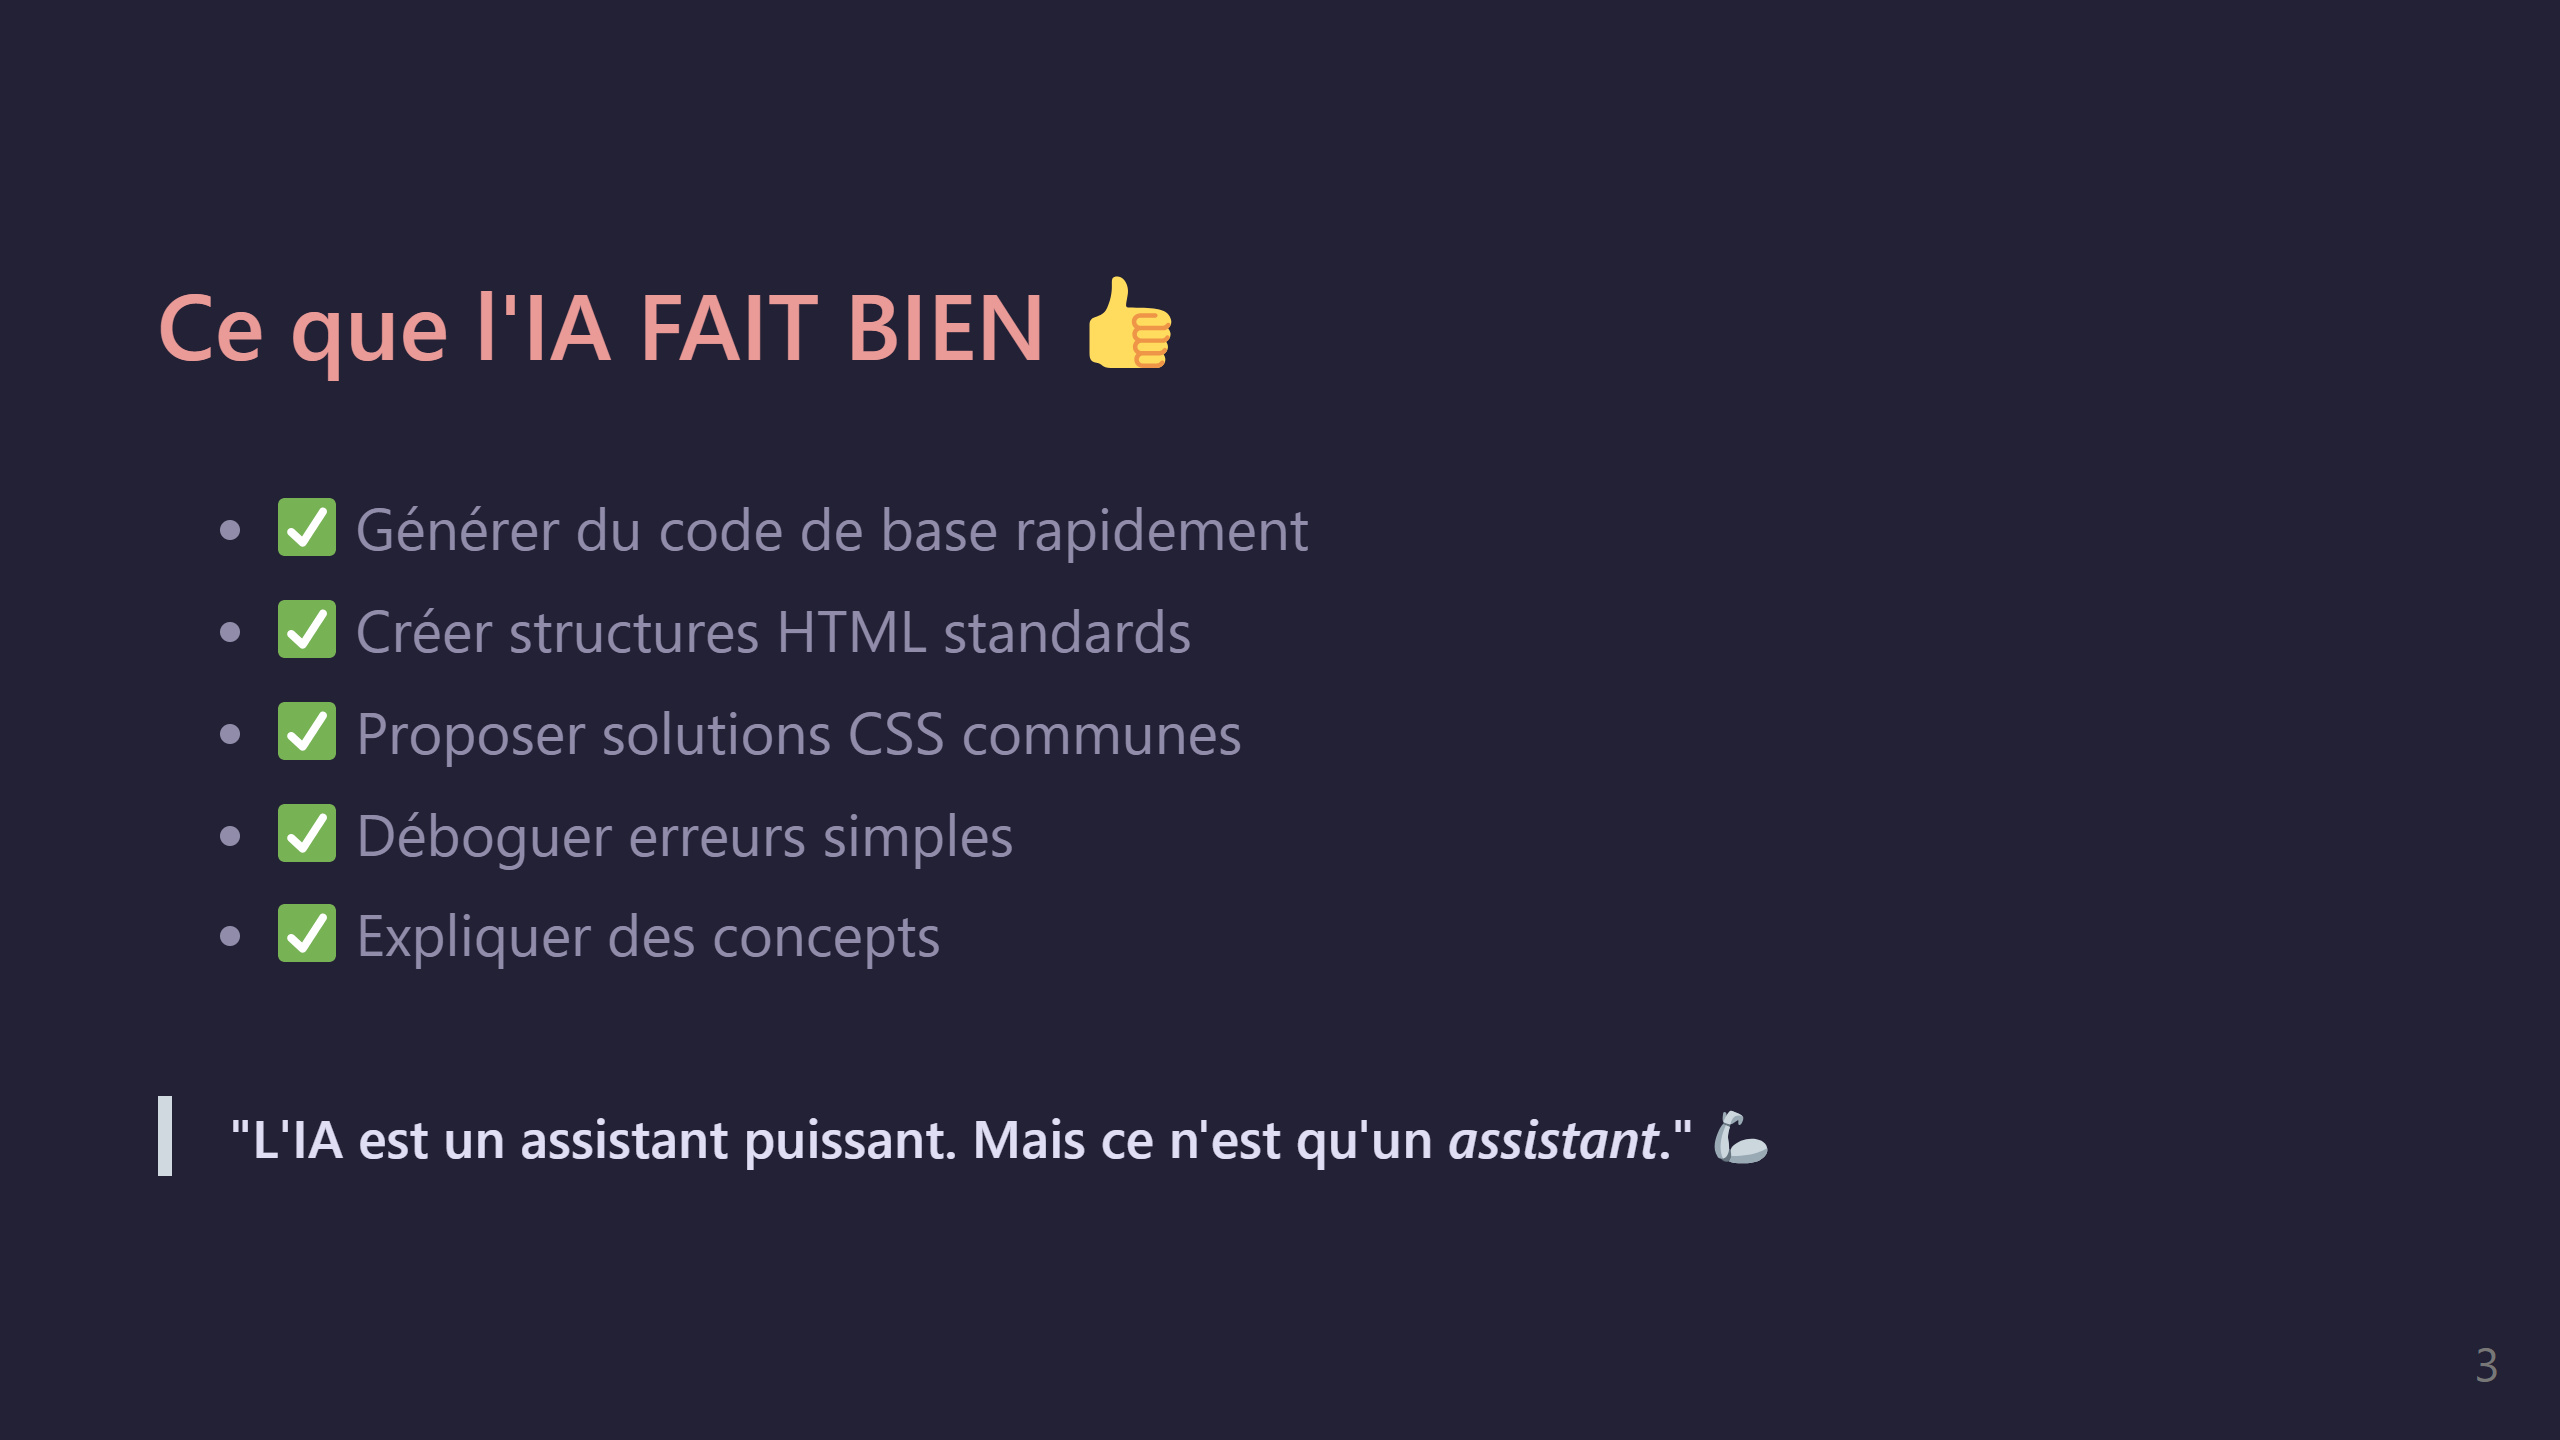 Ce que l'IA FAIT BIEN 👍
• ✅ Générer du code de base rapidement
• ✅ Créer structures HTML standards
• ✅ Proposer solutions CSS communes
• ✅ Déboguer erreurs simples
• ✅ Expliquer des concepts
"L'IA est un assistant puissant. Mais ce n'est qu'un assistant." 🦾
3